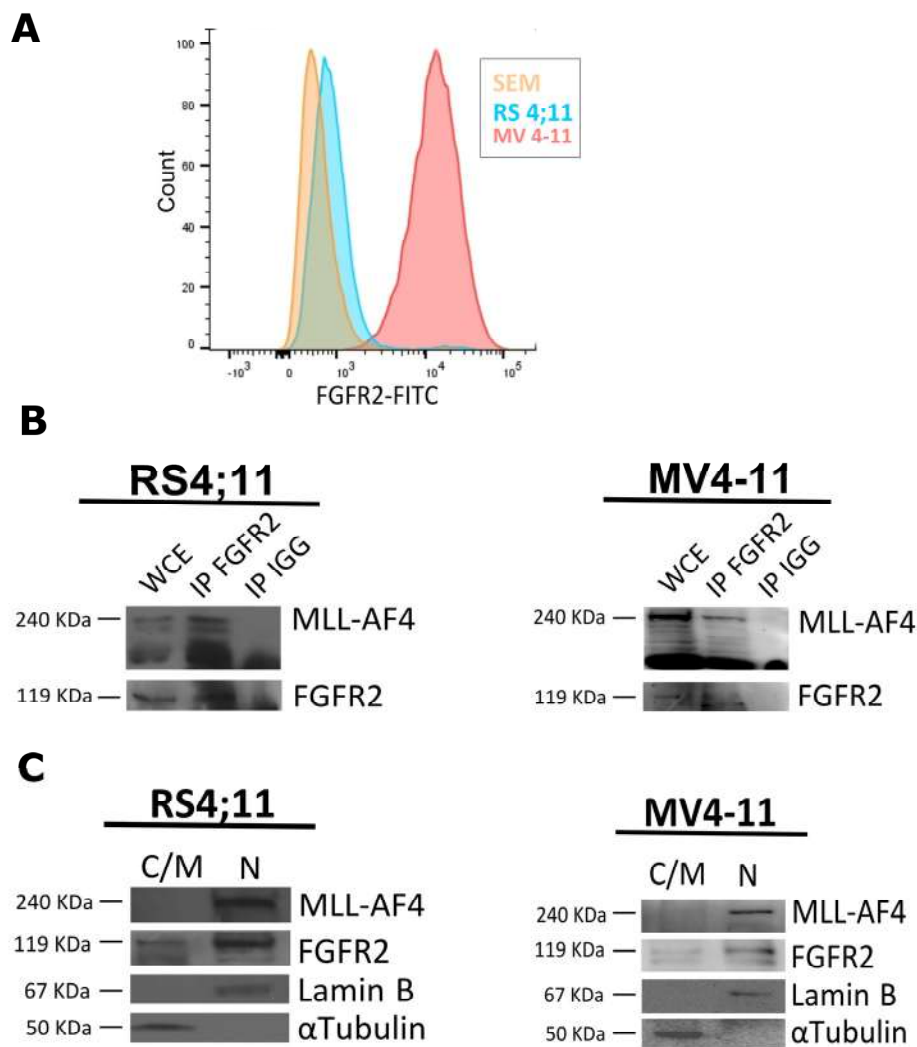 A
100
80
60
40
20
0
Count
SEM
RS 4;11
MV 4-11
-10³ 0 10³ 10⁴ 10⁵
FGFR2-FITC
B
RS4;11
WCE IP FGFR2 IP IGG
240 KDa MLL-AF4
119 KDa FGFR2
MV4-11
WCE IP FGFR2 IP IGG
240 KDa MLL-AF4
119 KDa FGFR2
C
RS4;11
C/M N
240 KDa MLL-AF4
119 KDa FGFR2
67 KDa Lamin B
50 KDa αTubulin
MV4-11
C/M N
240 KDa MLL-AF4
119 KDa FGFR2
67 KDa Lamin B
50 KDa αTubulin